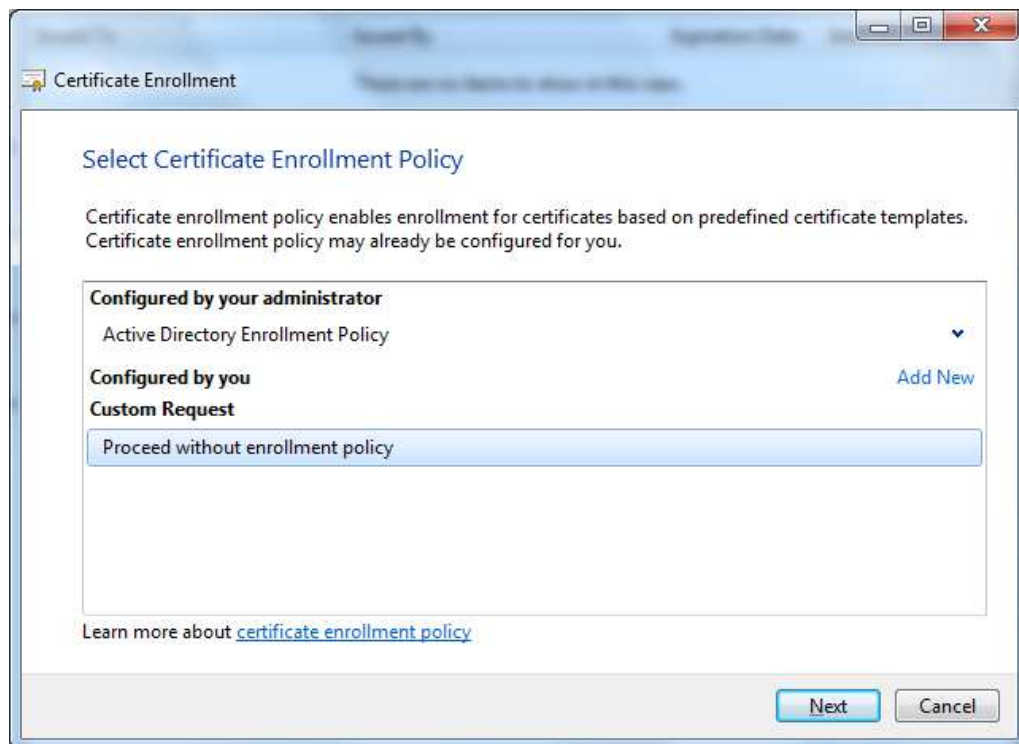 Certificate Enrollment
Select Certificate Enrollment Policy
Certificate enrollment policy enables enrollment for certificates based on predefined certificate templates.
Certificate enrollment policy may already be configured for you.
Configured by your administrator
Active Directory Enrollment Policy
Configured by you Add New
Custom Request
Proceed without enrollment policy
Learn more about certificate enrollment policy
Next Cancel